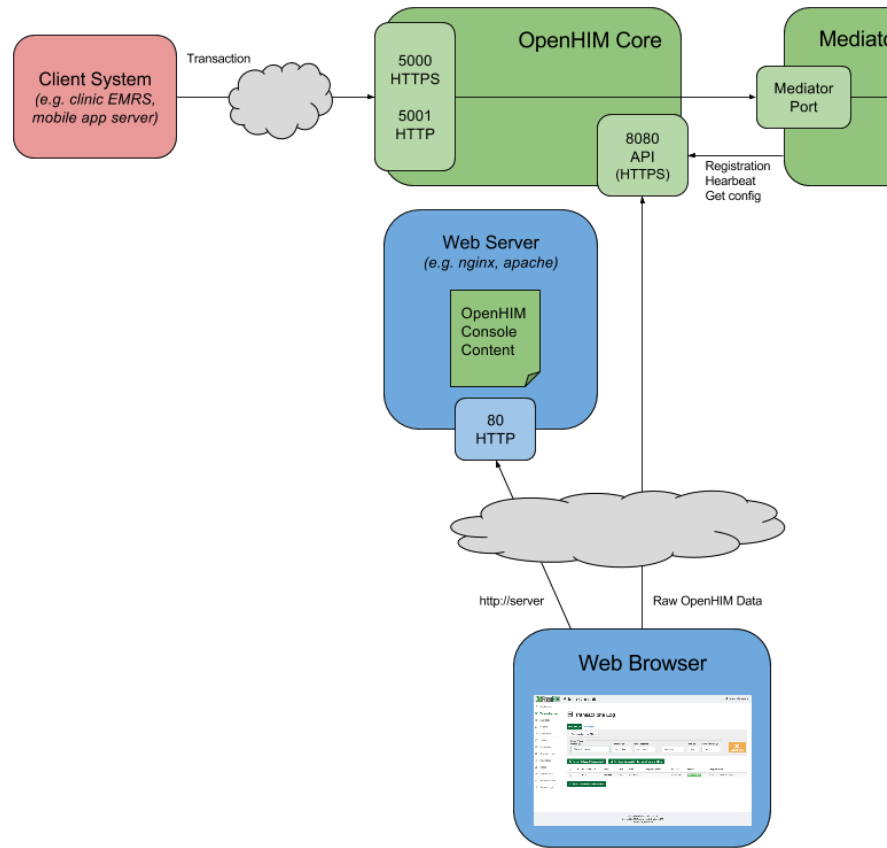 OpenHIM Core
Mediato
Client System
(e.g. clinic EMRS,
mobile app server)
Transaction
5000
HTTPS
5001
HTTP
Mediator
Port
8080
API
(HTTPS)
Registration
Hearbeat
Get config
Web Server
(e.g. nginx, apache)
OpenHIM
Console
Content
80
HTTP
http://server
Raw OpenHIM Data
Web Browser
Transactions Log